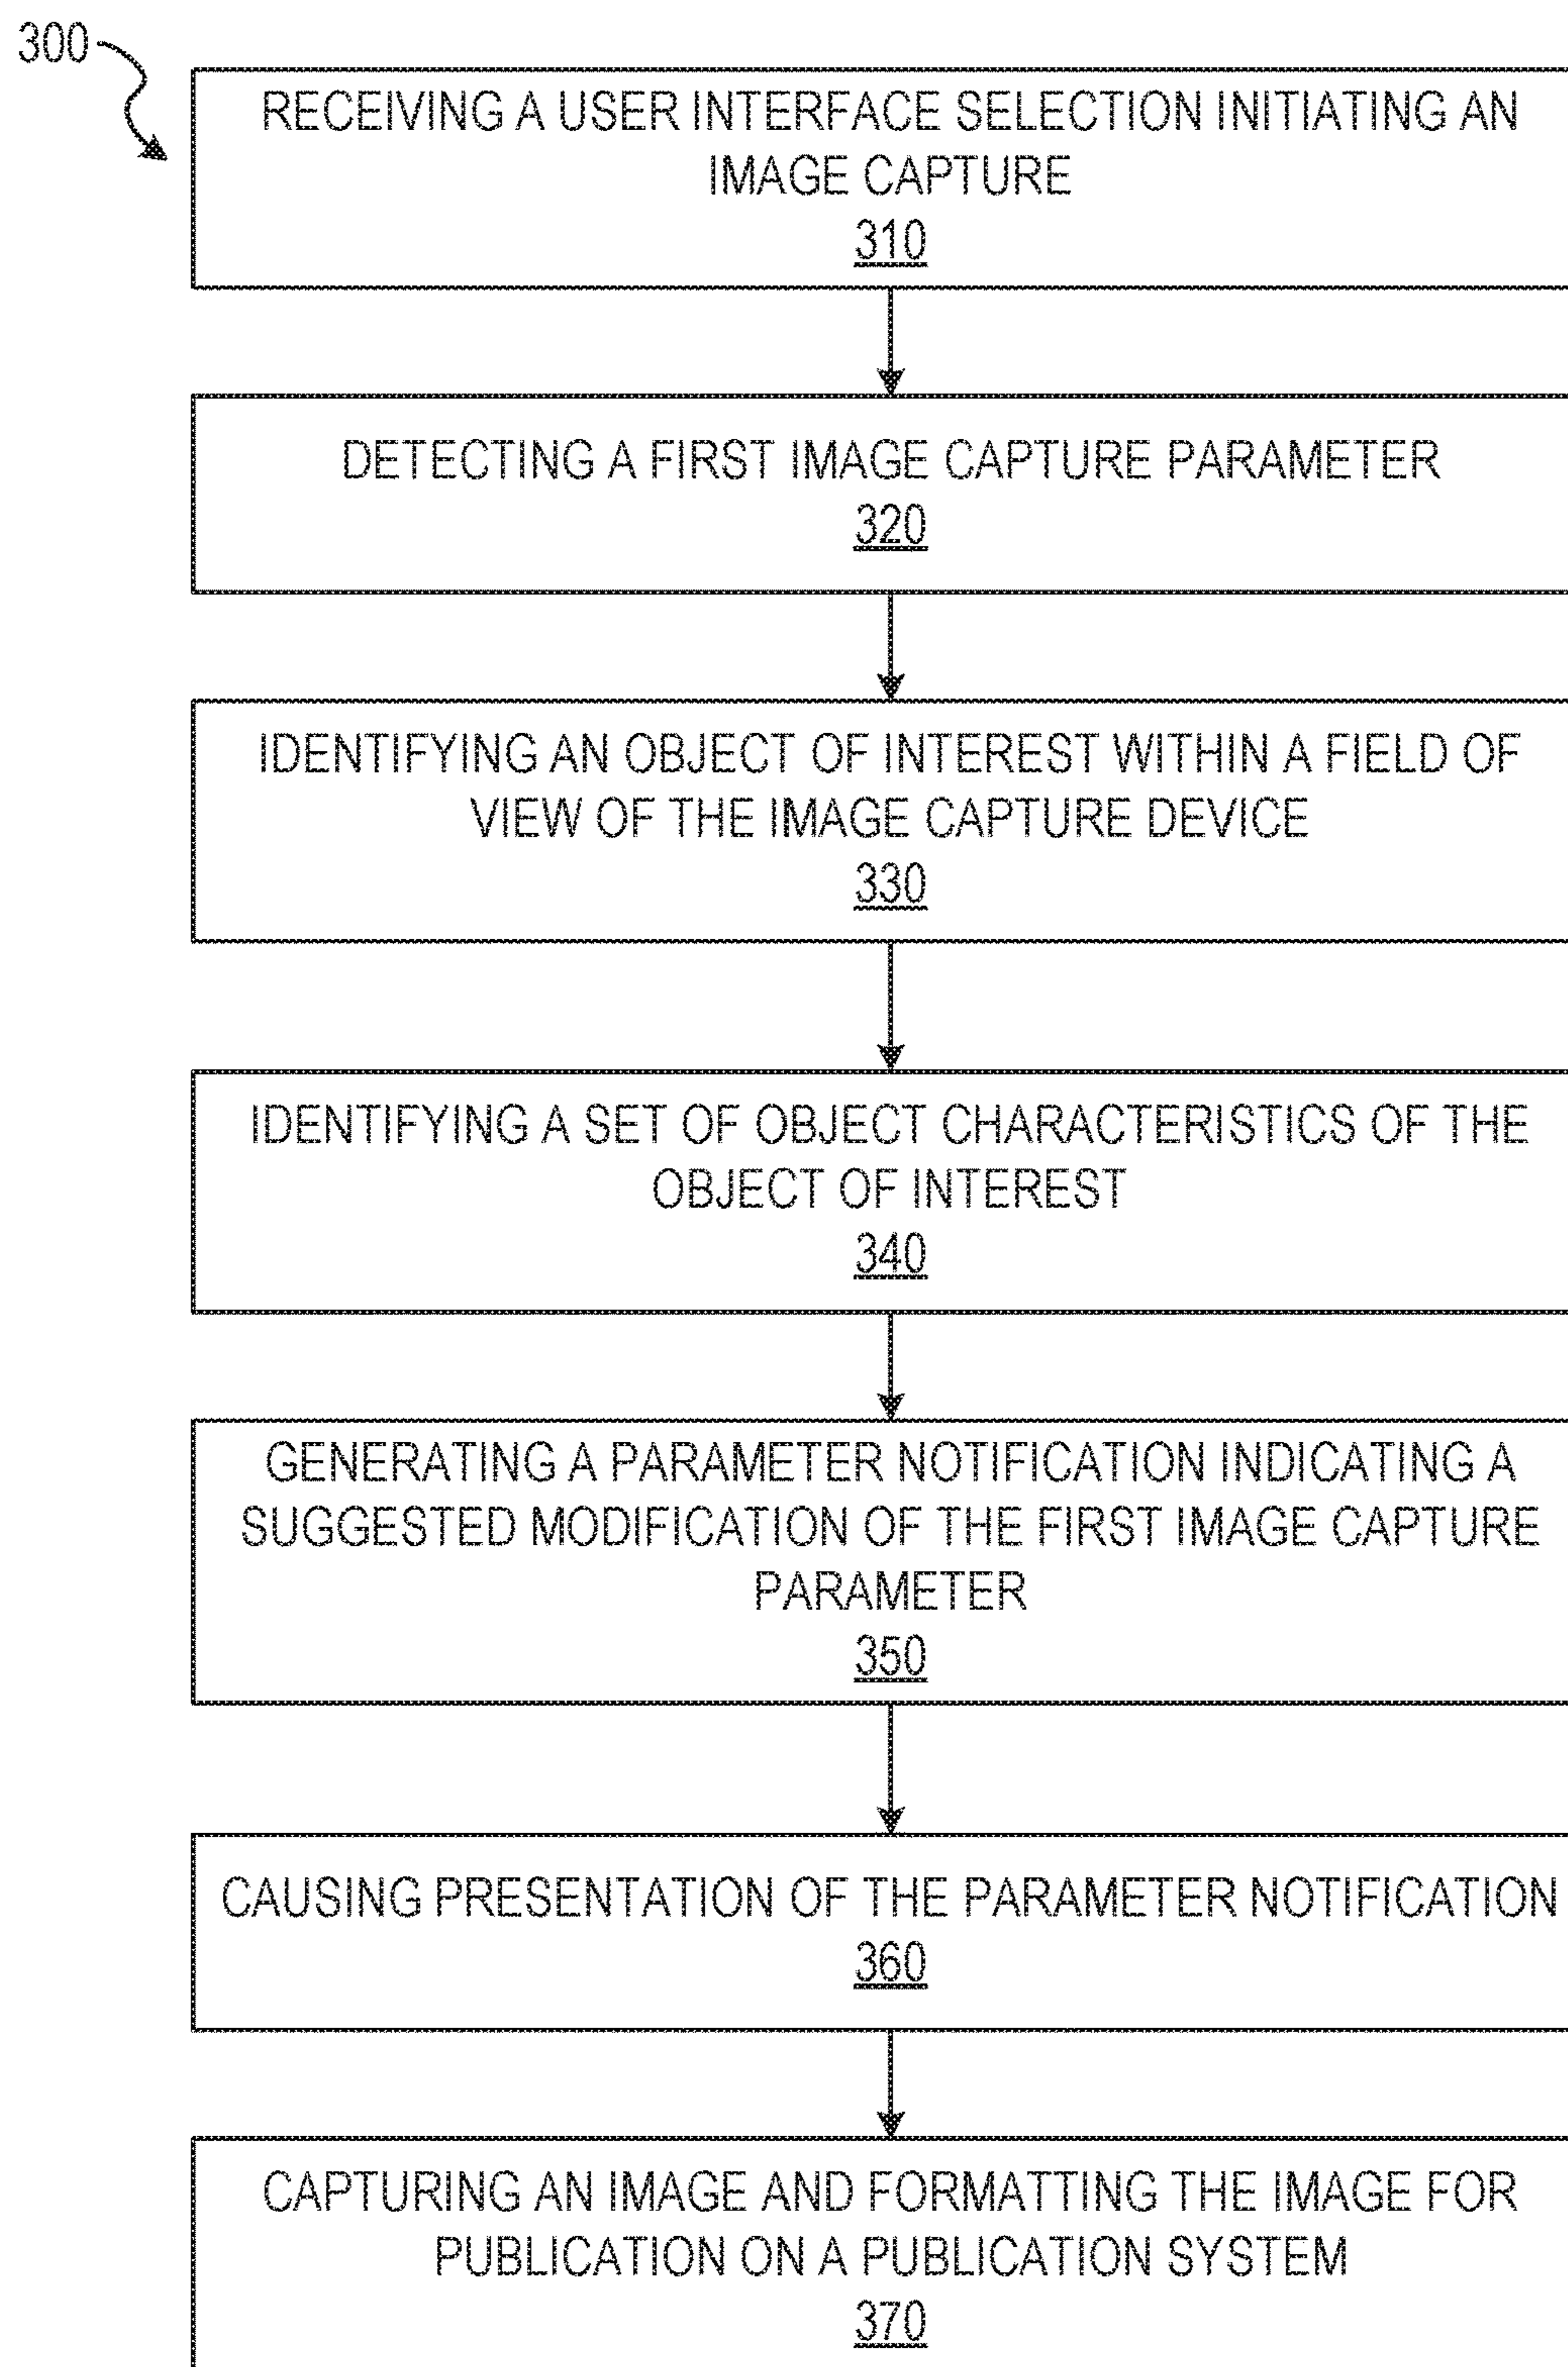 300
RECEIVING A USER INTERFACE SELECTION INITIATING AN
IMAGE CAPTURE
310
DETECTING A FIRST IMAGE CAPTURE PARAMETER
320
IDENTIFYING AN OBJECT OF INTEREST WITHIN A FIELD OF
VIEW OF THE IMAGE CAPTURE DEVICE
330
IDENTIFYING A SET OF OBJECT CHARACTERISTICS OF THE
OBJECT OF INTEREST
340
GENERATING A PARAMETER NOTIFICATION INDICATING A
SUGGESTED MODIFICATION OF THE FIRST IMAGE CAPTURE
PARAMETER
350
CAUSING PRESENTATION OF THE PARAMETER NOTIFICATION
360
CAPTURING AN IMAGE AND FORMATTING THE IMAGE FOR
PUBLICATION ON A PUBLICATION SYSTEM
370